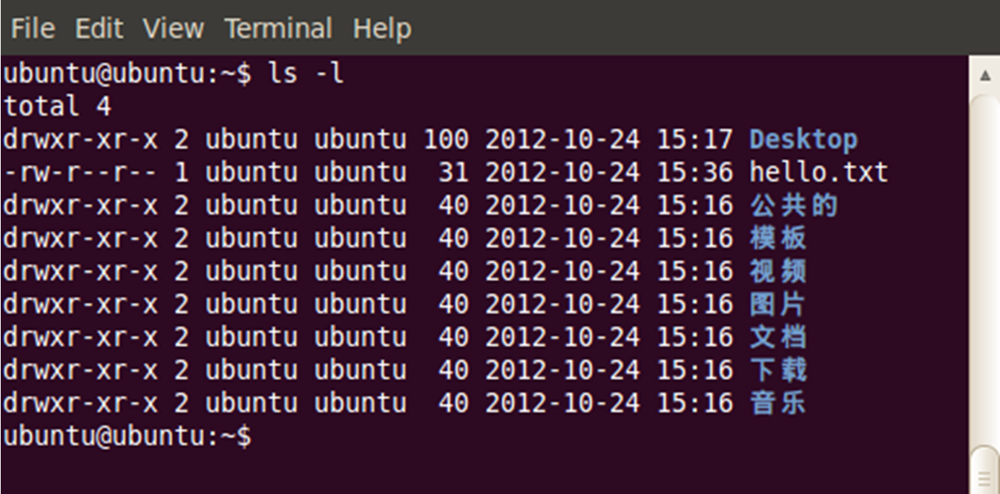 File Edit View Terminal Help
ubuntu@ubuntu:~$ ls -l
total 4
drwxr-xr-x 2 ubuntu ubuntu 100 2012-10-24 15:17 Desktop
-rw-r--r-- 1 ubuntu ubuntu  31 2012-10-24 15:36 hello.txt
drwxr-xr-x 2 ubuntu ubuntu  40 2012-10-24 15:16 公共的
drwxr-xr-x 2 ubuntu ubuntu  40 2012-10-24 15:16 模板
drwxr-xr-x 2 ubuntu ubuntu  40 2012-10-24 15:16 视频
drwxr-xr-x 2 ubuntu ubuntu  40 2012-10-24 15:16 图片
drwxr-xr-x 2 ubuntu ubuntu  40 2012-10-24 15:16 文档
drwxr-xr-x 2 ubuntu ubuntu  40 2012-10-24 15:16 下载
drwxr-xr-x 2 ubuntu ubuntu  40 2012-10-24 15:16 音乐
ubuntu@ubuntu:~$